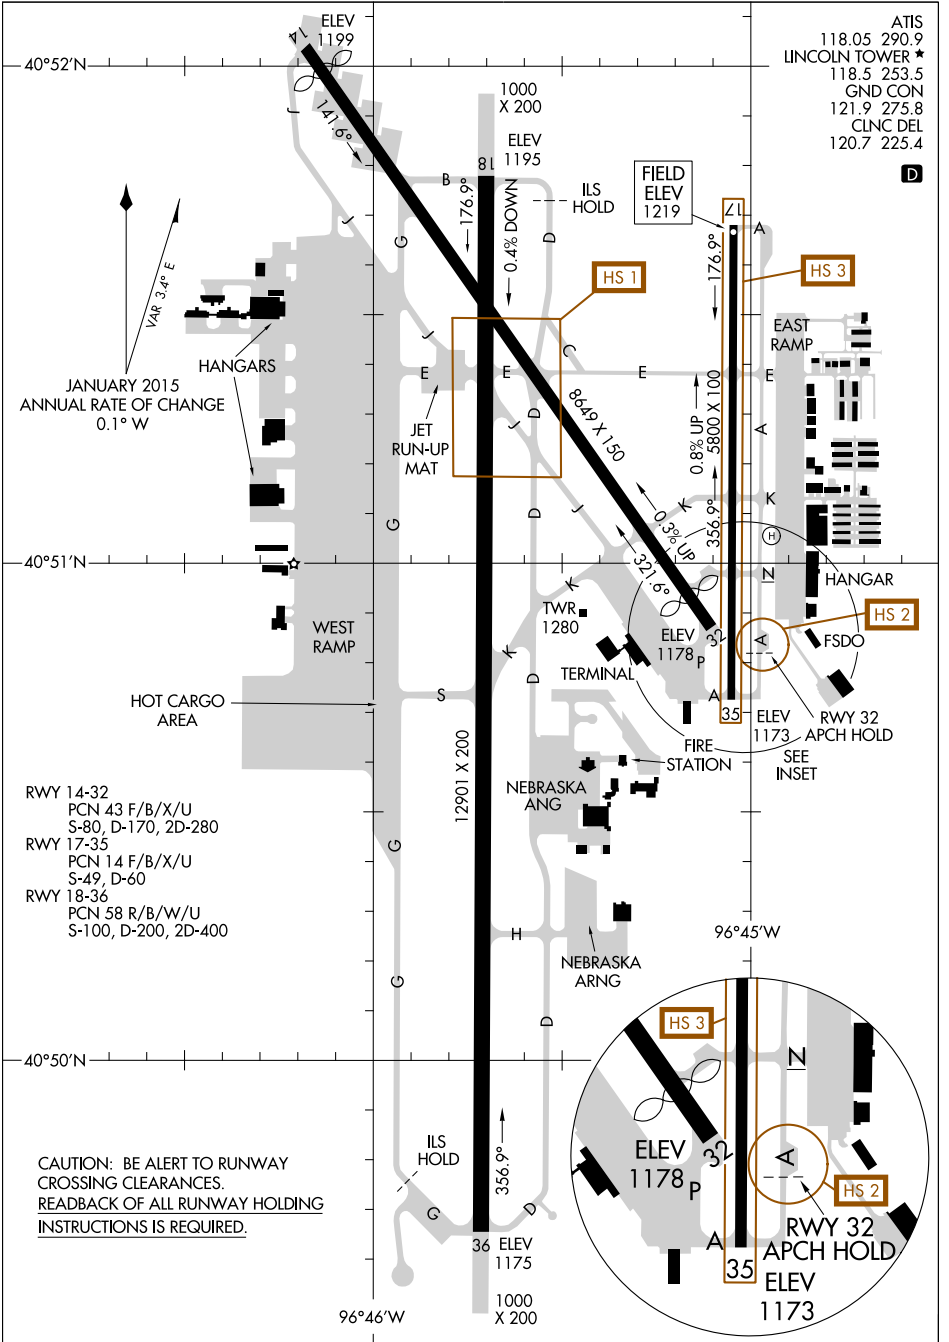 ATIS
118.05 290.9
LINCOLN TOWER ★
118.5 253.5
GND CON
121.9 275.8
CLNC DEL
120.7 225.4
D
ELEV
1199
14
40°52'N
141.6°
J
1000
X 200
ELEV
1195
18
B
176.9°
0.4% DOWN
ILS
HOLD
D
FIELD
ELEV
1219
17
A
176.9°
J
G
VAR 3.4° E
HS 1
HS 3
HANGARS
EAST
RAMP
J
C
E
E
E
E
JANUARY 2015
ANNUAL RATE OF CHANGE
0.1° W
JET
RUN-UP
MAT
J
D
8649 X 150
0.8% UP
5800 X 100
A
356.9°
K
K
G
D
J
0.3% UP
321.6°
H
40°51'N
N
HANGAR
K
TWR
1280
HS 2
WEST
RAMP
ELEV
1178
32
P
A
FSDO
K
TERMINAL
D
S
A
35
HOT CARGO
AREA
ELEV
1173
RWY 32
APCH HOLD
FIRE
STATION
SEE
INSET
12901 X 200
NEBRASKA
ANG
RWY 14-32
PCN 43 F/B/X/U
S-80, D-170, 2D-280
RWY 17-35
PCN 14 F/B/X/U
S-49, D-60
RWY 18-36
PCN 58 R/B/W/U
S-100, D-200, 2D-400
G
H
96°45'W
NEBRASKA
ARNG
G
D
40°50'N
HS 3
N
ILS
HOLD
356.9°
CAUTION: BE ALERT TO RUNWAY
CROSSING CLEARANCES.
READBACK OF ALL RUNWAY HOLDING
INSTRUCTIONS IS REQUIRED.
G
D
36
ELEV
1175
ELEV
1178
32
P
A
HS 2
RWY 32
APCH HOLD
A
35
ELEV
1173
96°46'W
1000
X 200